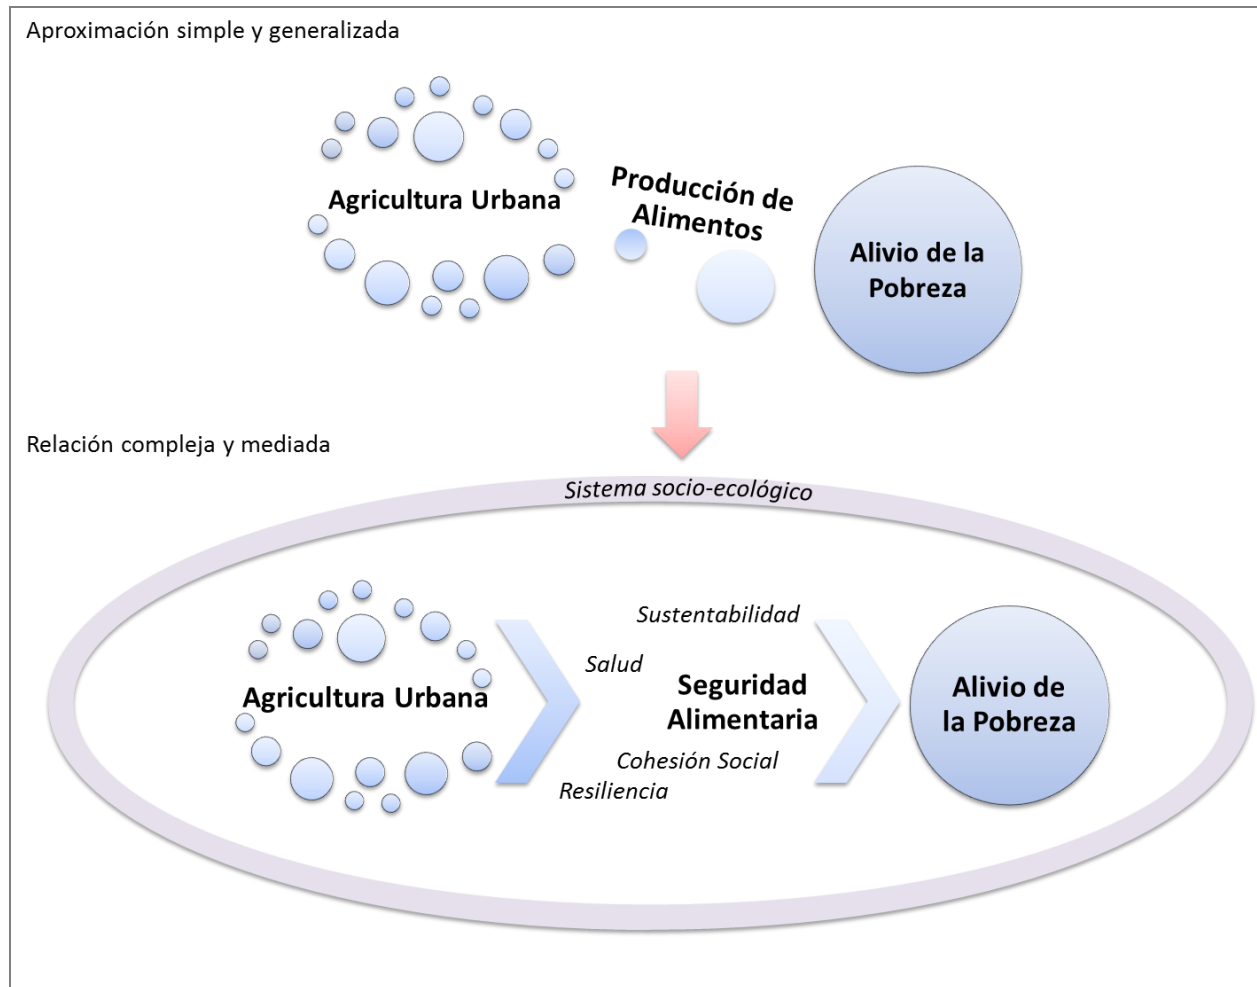 Aproximación simple y generalizada
Agricultura Urbana
Producción de
Alimentos
Alivio de la
Pobreza
Relación compleja y mediada
Sistema socio-ecológico
Sustentabilidad
Salud
Agricultura Urbana
Seguridad
Alimentaria
Cohesión Social
Resiliencia
Alivio de
la Pobreza